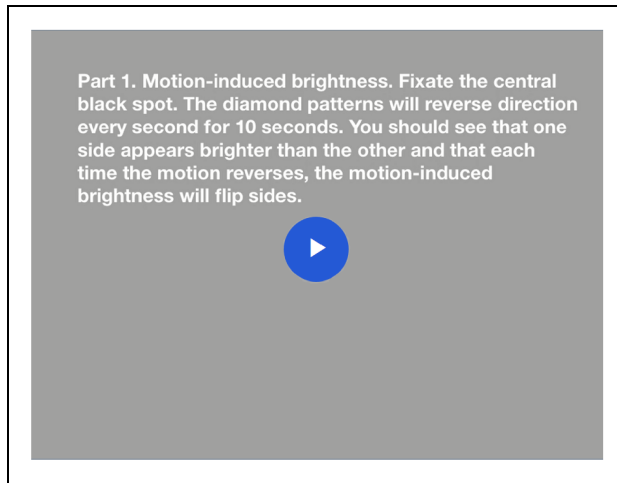 Part 1. Motion-induced brightness. Fixate the central
black spot. The diamond patterns will reverse direction
every second for 10 seconds. You should see that one
side appears brighter than the other and that each
time the motion reverses, the motion-induced
brightness will flip sides.